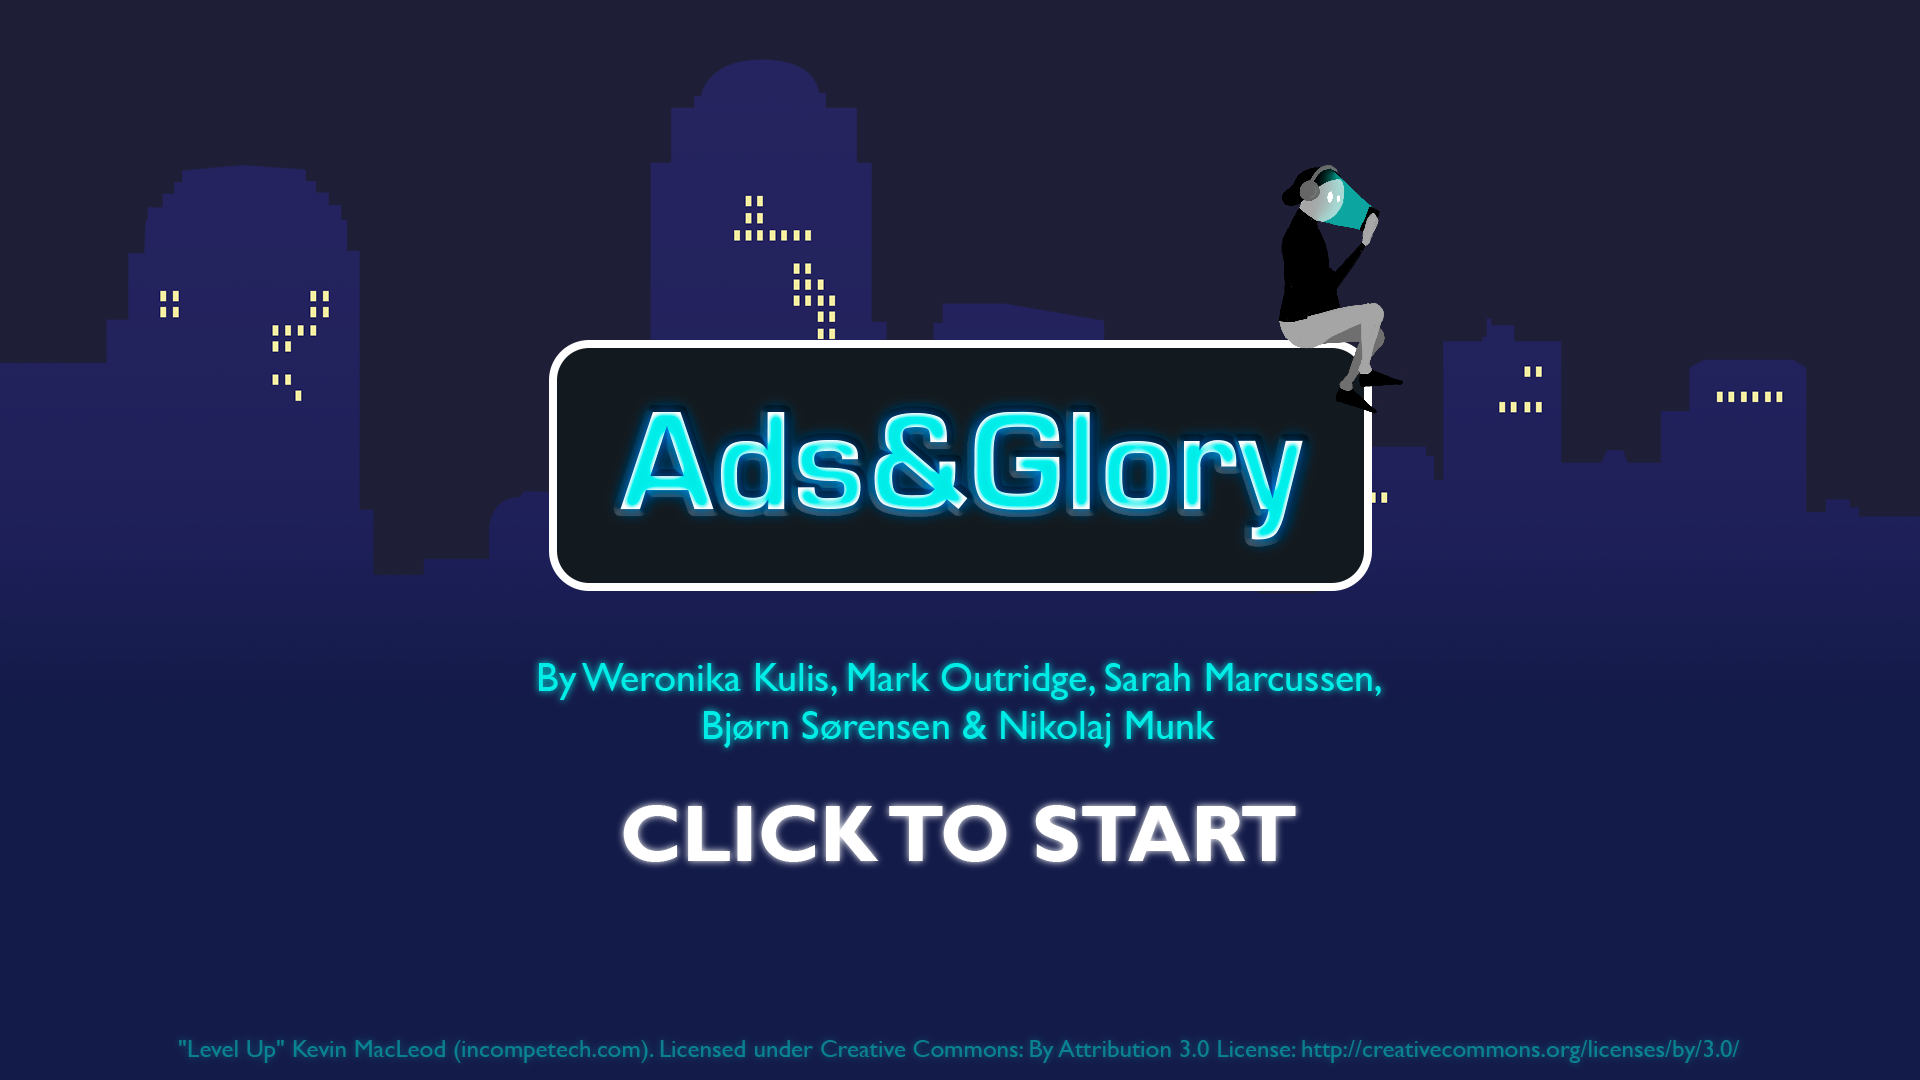 Ads&Glory
By Weronika Kulis, Mark Outridge, Sarah Marcussen,
Bjørn Sørensen & Nikolaj Munk
CLICK TO START
"Level Up" Kevin MacLeod (incompetech.com). Licensed under Creative Commons: By Attribution 3.0 License: http://creativecommons.org/licenses/by/3.0/